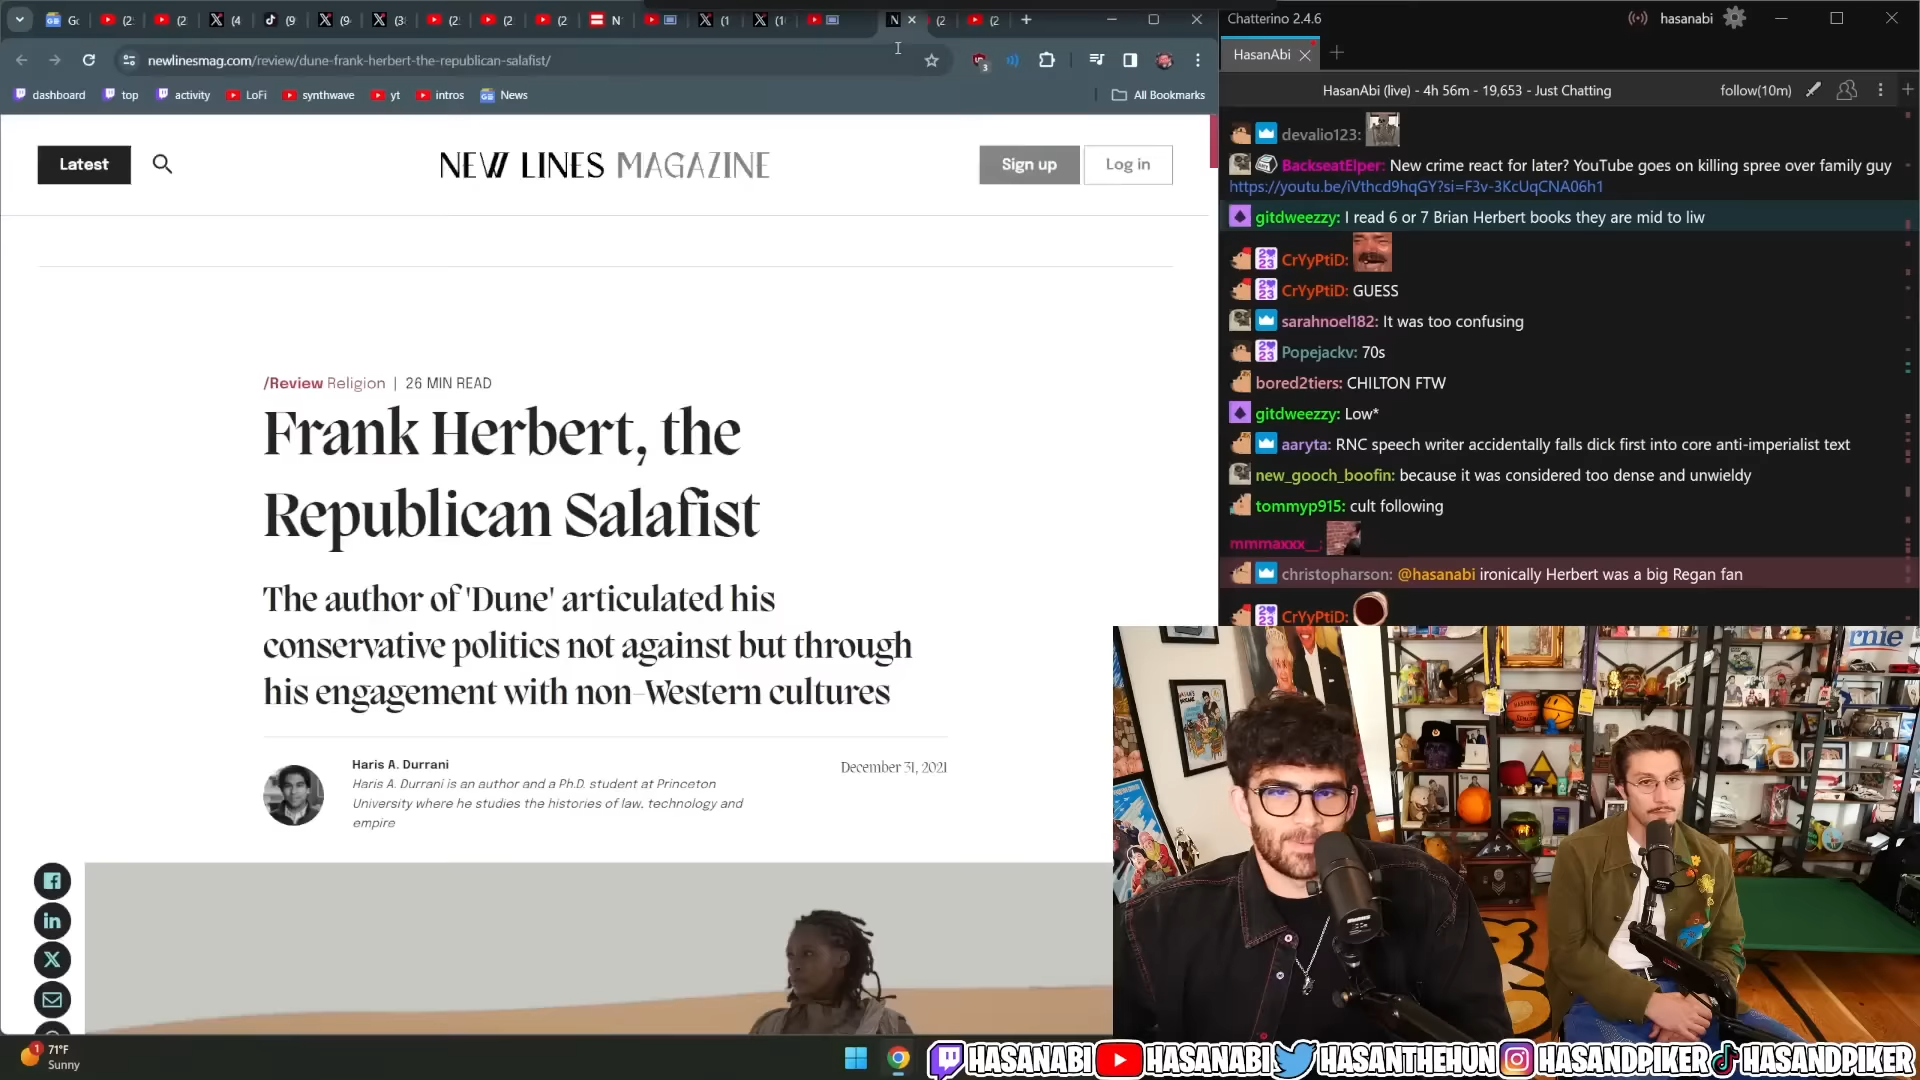 newlinesmag.com/review/dune-frank-herbert-the-republican-salafist/
dashboard top activity LoFi synthwave yt intros News All Bookmarks
Latest
NEW LINES MAGAZINE
Sign up
Log in
/Review Religion | 26 MIN READ
Frank Herbert, the
Republican Salafist
The author of 'Dune' articulated his
conservative politics not against but through
his engagement with non-Western cultures
Haris A. Durrani
December 31, 2021
Haris A. Durrani is an author and a Ph.D. student at Princeton
University where he studies the histories of law, technology and
empire
71°F
Sunny
Chatterino 2.4.6
hasanabi
HasanAbi
HasanAbi (live) - 4h 56m - 19,653 - Just Chatting
follow(10m)
devalio123:
BackseatElper: New crime react for later? YouTube goes on killing spree over family guy
https://youtu.be/iVthcd9hqGY?si=F3v-3KcUqCNA06h1
gitdweezzy: I read 6 or 7 Brian Herbert books they are mid to liw
CrYyPtiD:
CrYyPtiD: GUESS
sarahnoel182: It was too confusing
Popejackv: 70s
bored2tiers: CHILTON FTW
gitdweezzy: Low*
aaryta: RNC speech writer accidentally falls dick first into core anti-imperialist text
new_gooch_boofin: because it was considered too dense and unwieldy
tommyp915: cult following
mmmaxxx__:
christopharson: @hasanabi ironically Herbert was a big Regan fan
CrYyPtiD:
rnie
HASANABI HASANABI HASANTHEHUN HASANDPIKER HASANDPIKER